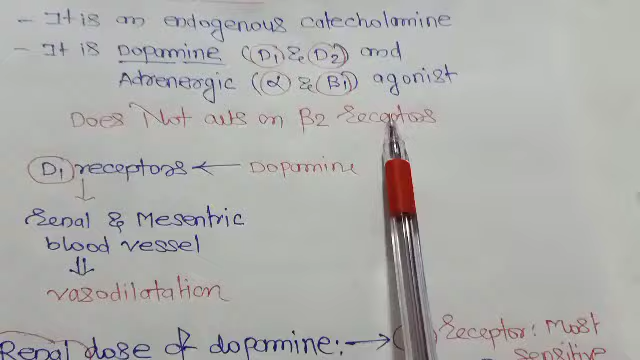 - It is an endogenous catecholamine
- It is Dopamine (D1 & D2) and
Adrenergic (α & β1) agonist
Does Not acts on β2 Receptors
D1 receptors ← Dopamine
↓
Renal & Mesentric
blood vessel
⇓
vasodilatation
Renal dose of dopamine:- → Receptor: Most
sensitive